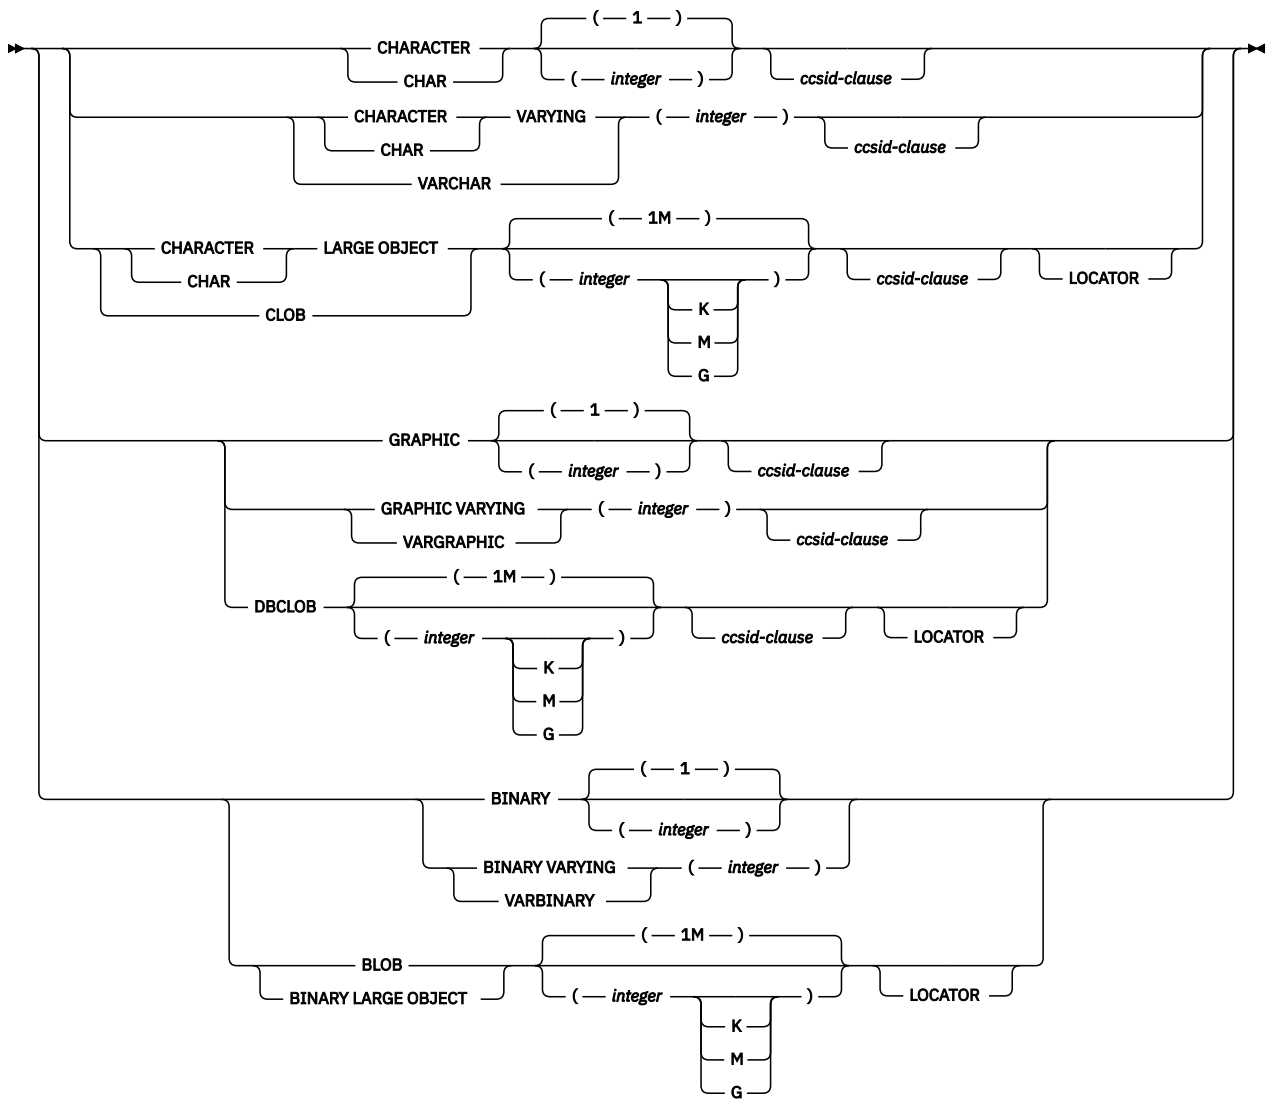 ( 1 )
CHARACTER
CHAR ( integer ) ccsid-clause
CHARACTER VARYING ( integer )
CHAR ccsid-clause
VARCHAR
( 1M )
CHARACTER LARGE OBJECT
CHAR ( integer ) ccsid-clause LOCATOR
CLOB K
M
G
( 1 )
GRAPHIC
( integer ) ccsid-clause
GRAPHIC VARYING ( integer )
VARGRAPHIC ccsid-clause
( 1M )
DBCLOB
( integer ) ccsid-clause LOCATOR
K
M
G
( 1 )
BINARY
( integer )
BINARY VARYING ( integer )
VARBINARY
( 1M )
BLOB
BINARY LARGE OBJECT ( integer ) LOCATOR
K
M
G